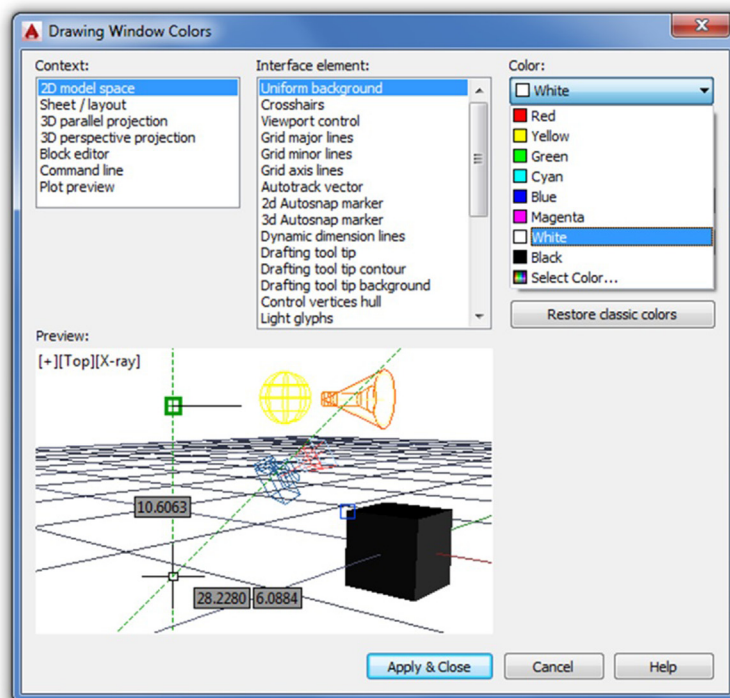 Drawing Window Colors
Context:
2D model space
Sheet / layout
3D parallel projection
3D perspective projection
Block editor
Command line
Plot preview
Interface element:
Uniform background
Crosshairs
Viewport control
Grid major lines
Grid minor lines
Grid axis lines
Autotrack vector
2d Autosnap marker
3d Autosnap marker
Dynamic dimension lines
Drafting tool tip
Drafting tool tip contour
Drafting tool tip background
Control vertices hull
Light glyphs
Color:
White
Red
Yellow
Green
Cyan
Blue
Magenta
White
Black
Select Color...
Restore classic colors
Preview:
[+][Top][X-ray]
10.6063
28.2280 6.0884
Apply & Close Cancel Help